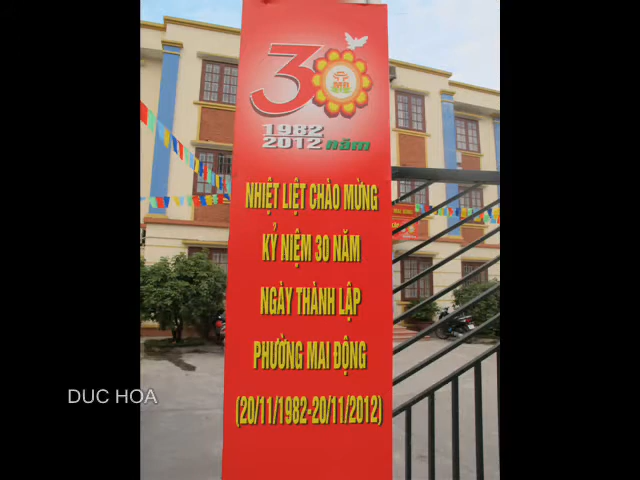 30
1982
2012 năm
NHIỆT LIỆT CHÀO MỪNG
KỶ NIỆM 30 NĂM
NGÀY THÀNH LẬP
PHƯỜNG MAI ĐỘNG
(20/11/1982-20/11/2012)
DUC HOA